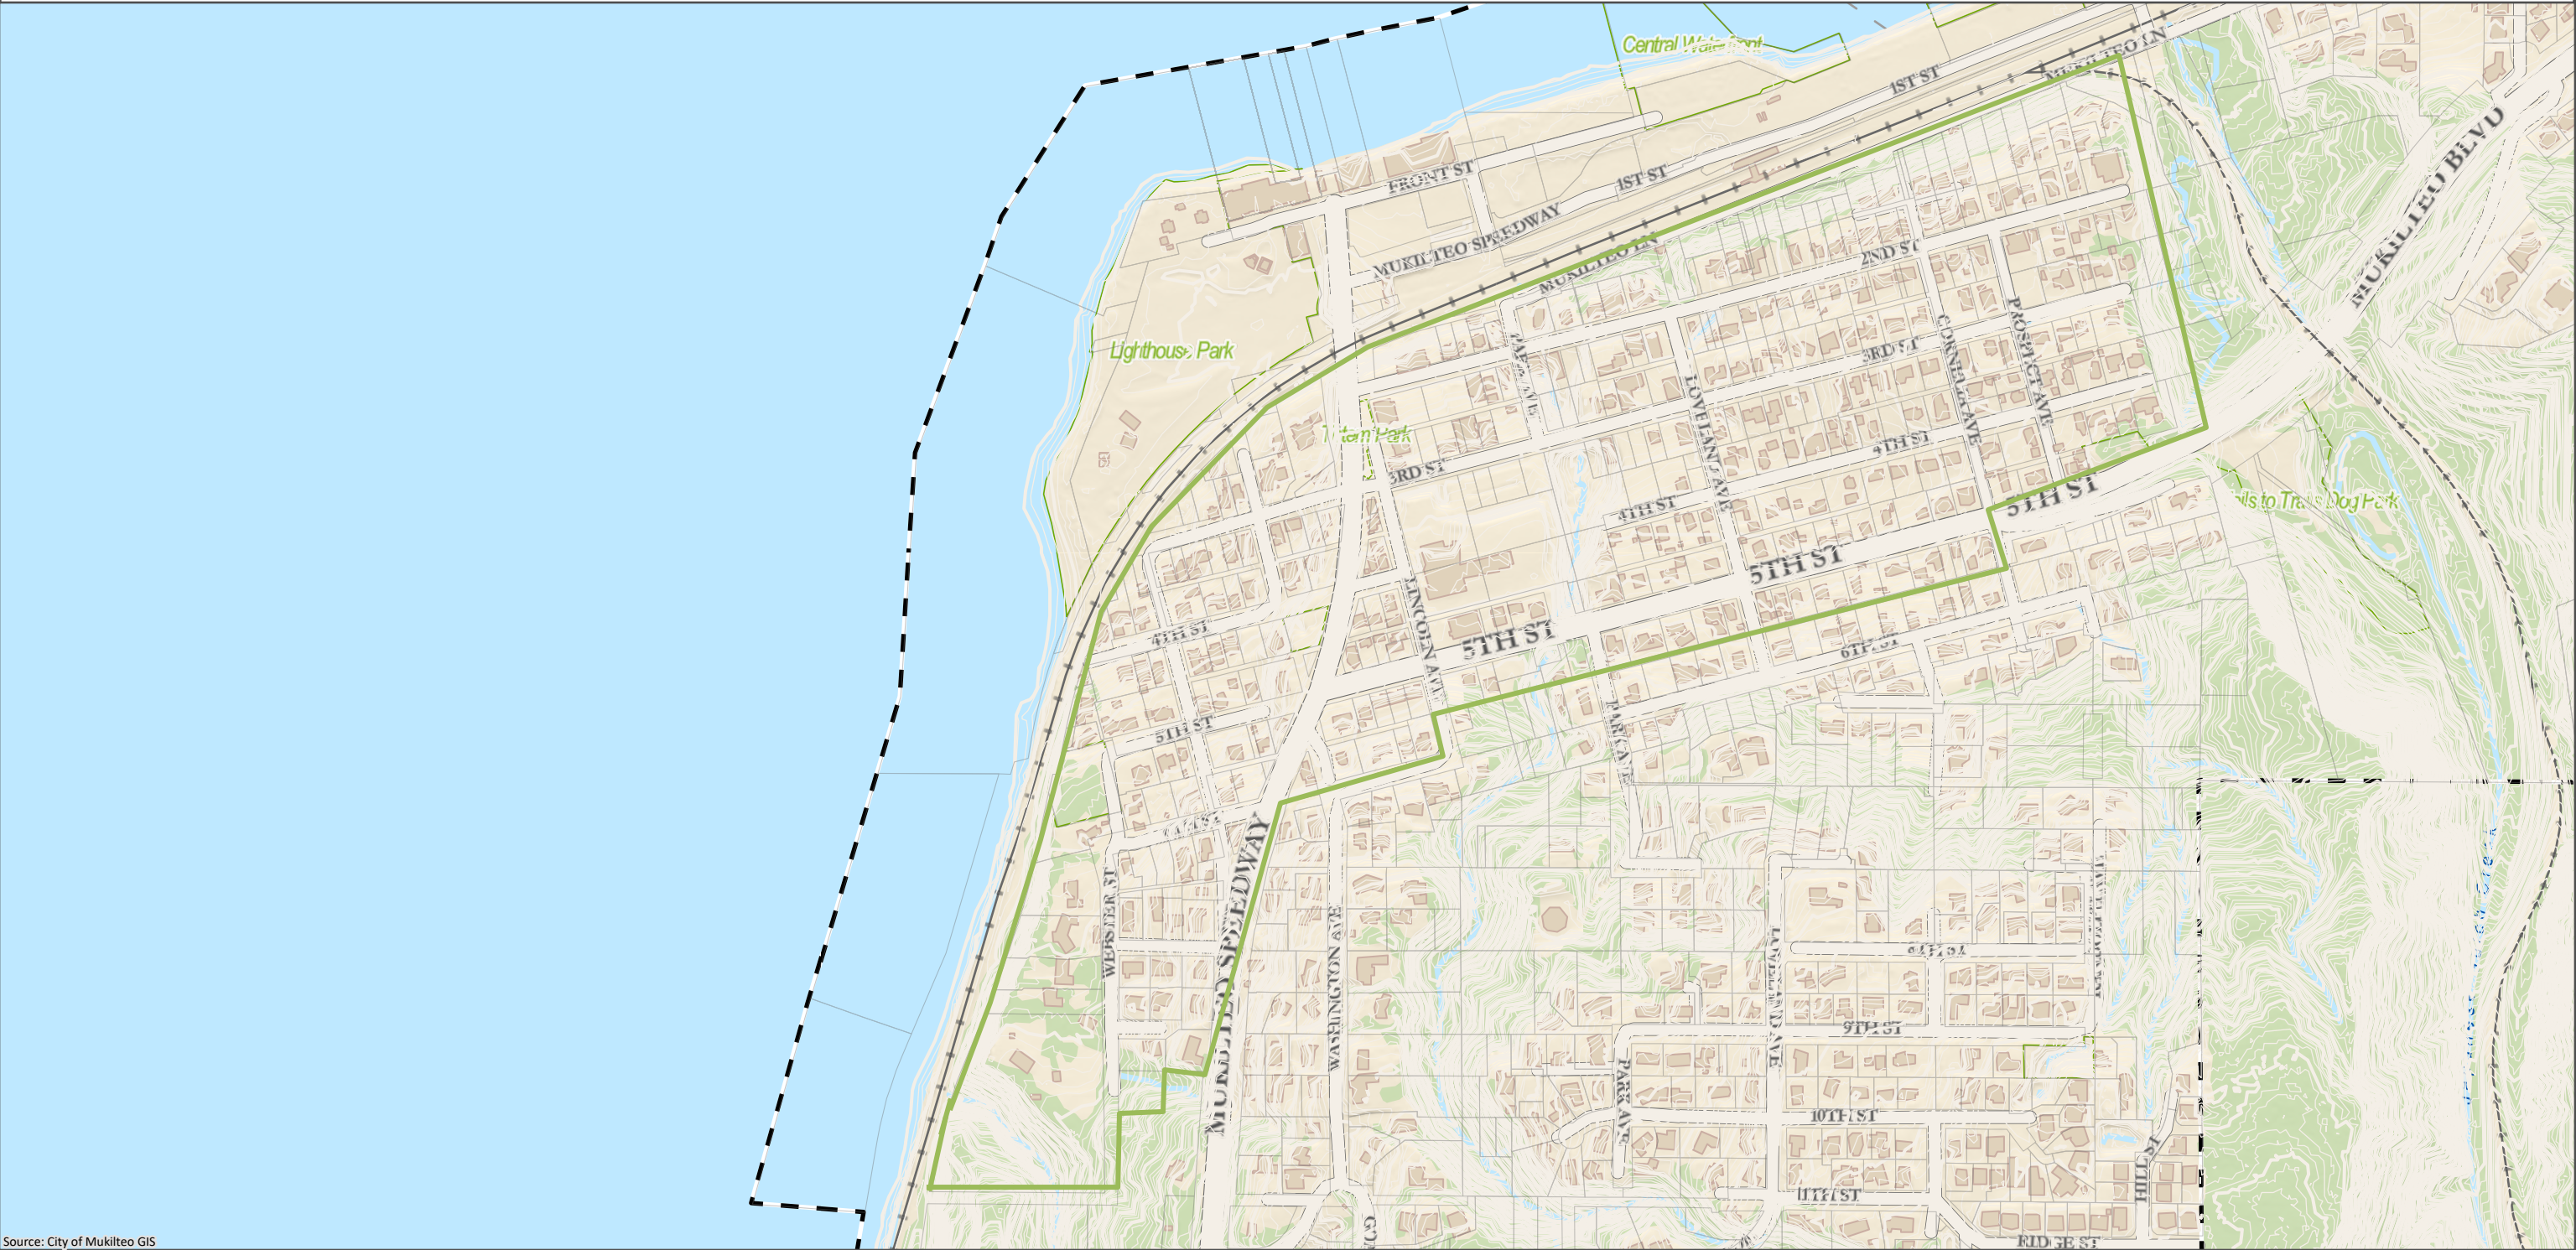 Central Waterfront
1ST ST
MUKILTEO LN
MUKILTEO BLVD
FRONT ST
1ST ST
MUKILTEO SPEEDWAY
MUKILTEO LN
2ND ST
Lighthouse Park
PARK AVE
LOVELAND AVE
3RD ST
CORNELIA AVE
PROSPECT AVE
3RD ST
4TH ST
4TH ST
5TH ST
5TH ST
LINCOLN AVE
5TH ST
4TH ST
6TH ST
5TH ST
PARK AVE
MUKILTEO SPEEDWAY
WEBSTER ST
WASHINGTON AVE
LOVELAND AVE
9TH ST
PARK AVE
10TH ST
HILL ST
11TH ST
RIDGE ST
Source: City of Mukilteo GIS